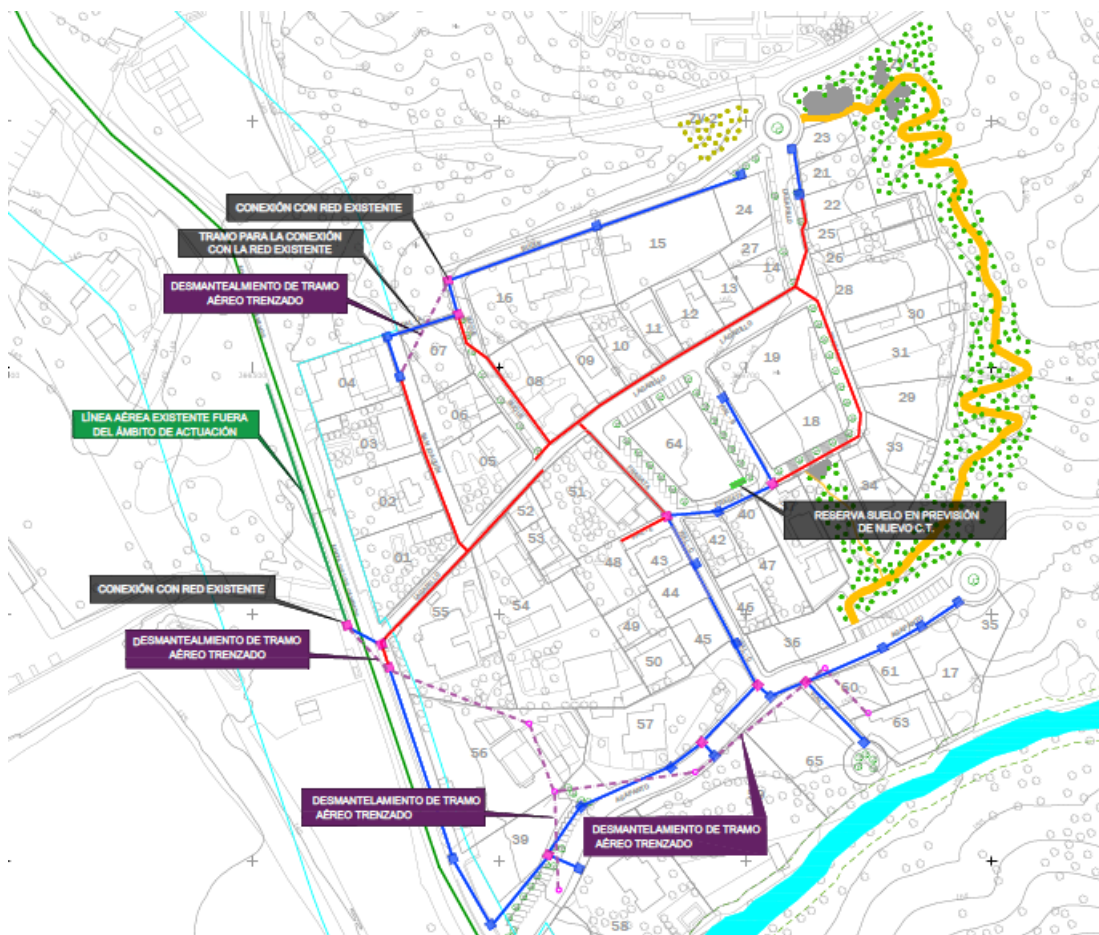 ZV-2
23
21
CONEXIÓN CON RED EXISTENTE
24
22
TRAMO PARA LA CONEXIÓN
CON LA RED EXISTENTE
15
25
27
26
14
DESMANTEALMIENTO DE TRAMO
AÉREO TRENZADO
16
13
28
12
30
11
10
LAGARILLO
07
09
19
31
08
04
LAGARILLO
29
06
LÍNEA AÉREA EXISTENTE FUERA
DEL ÁMBITO DE ACTUACIÓN
18
03
64
33
05
51
34
02
52
RESERVA SUELO EN PREVISIÓN
DE NUEVO C.T.
40
53
42
01
48
43
47
CONEXIÓN CON RED EXISTENTE
44
54
46
55
35
49
45
36
DESMANTEALMIENTO DE TRAMO
AÉREO TRENZADO
50
61
17
60
57
63
56
65
DESMANTELAMIENTO DE TRAMO
AÉREO TRENZADO
AGAPANTO
DESMANTELAMIENTO DE TRAMO
AÉREO TRENZADO
39
58